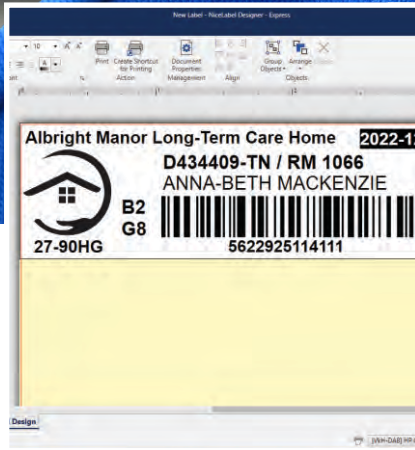 New Label - NiceLabel Designer - Express
10
Print
Create Shortcut for Printing
Document Properties
Group Objects
Arrange
Action
Management
Align
Objects
Albright Manor Long-Term Care Home 2022-1
D434409-TN / RM 1066
ANNA-BETH MACKENZIE
B2
G8
27-90HG
5622925114111
Design